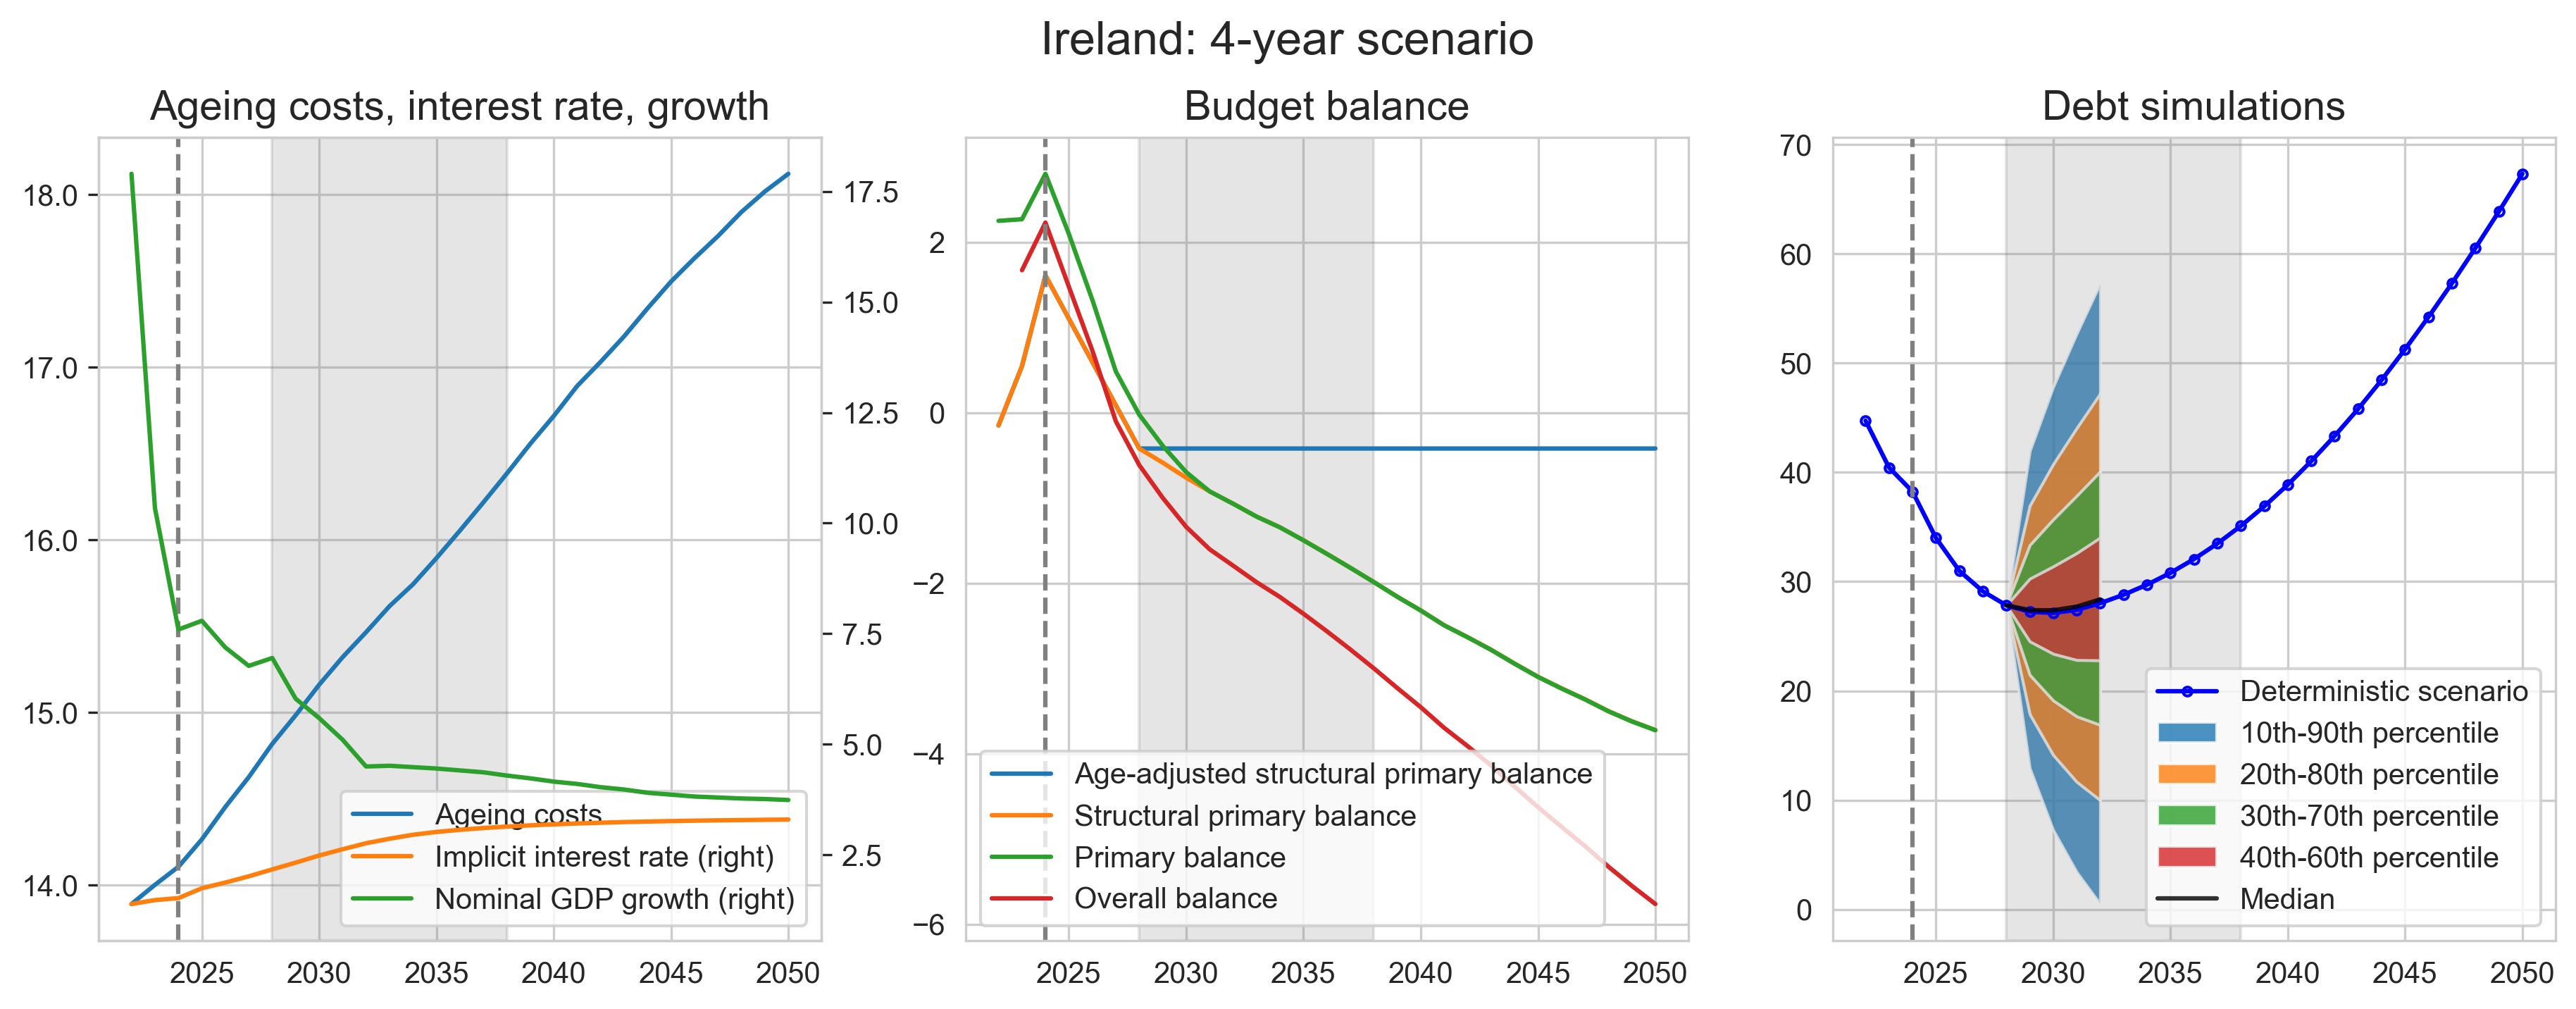 Ireland: 4-year scenario
Ageing costs, interest rate, growth
18.0
17.0
16.0
15.0
14.0
17.5
15.0
12.5
10.0
7.5
5.0
2.5
2025 2030 2035 2040 2045 2050
Ageing costs
Implicit interest rate (right)
Nominal GDP growth (right)
Budget balance
2
0
−2
−4
−6
2025 2030 2035 2040 2045 2050
Age-adjusted structural primary balance
Structural primary balance
Primary balance
Overall balance
Debt simulations
70
60
50
40
30
20
10
0
2025 2030 2035 2040 2045 2050
Deterministic scenario
10th-90th percentile
20th-80th percentile
30th-70th percentile
40th-60th percentile
Median